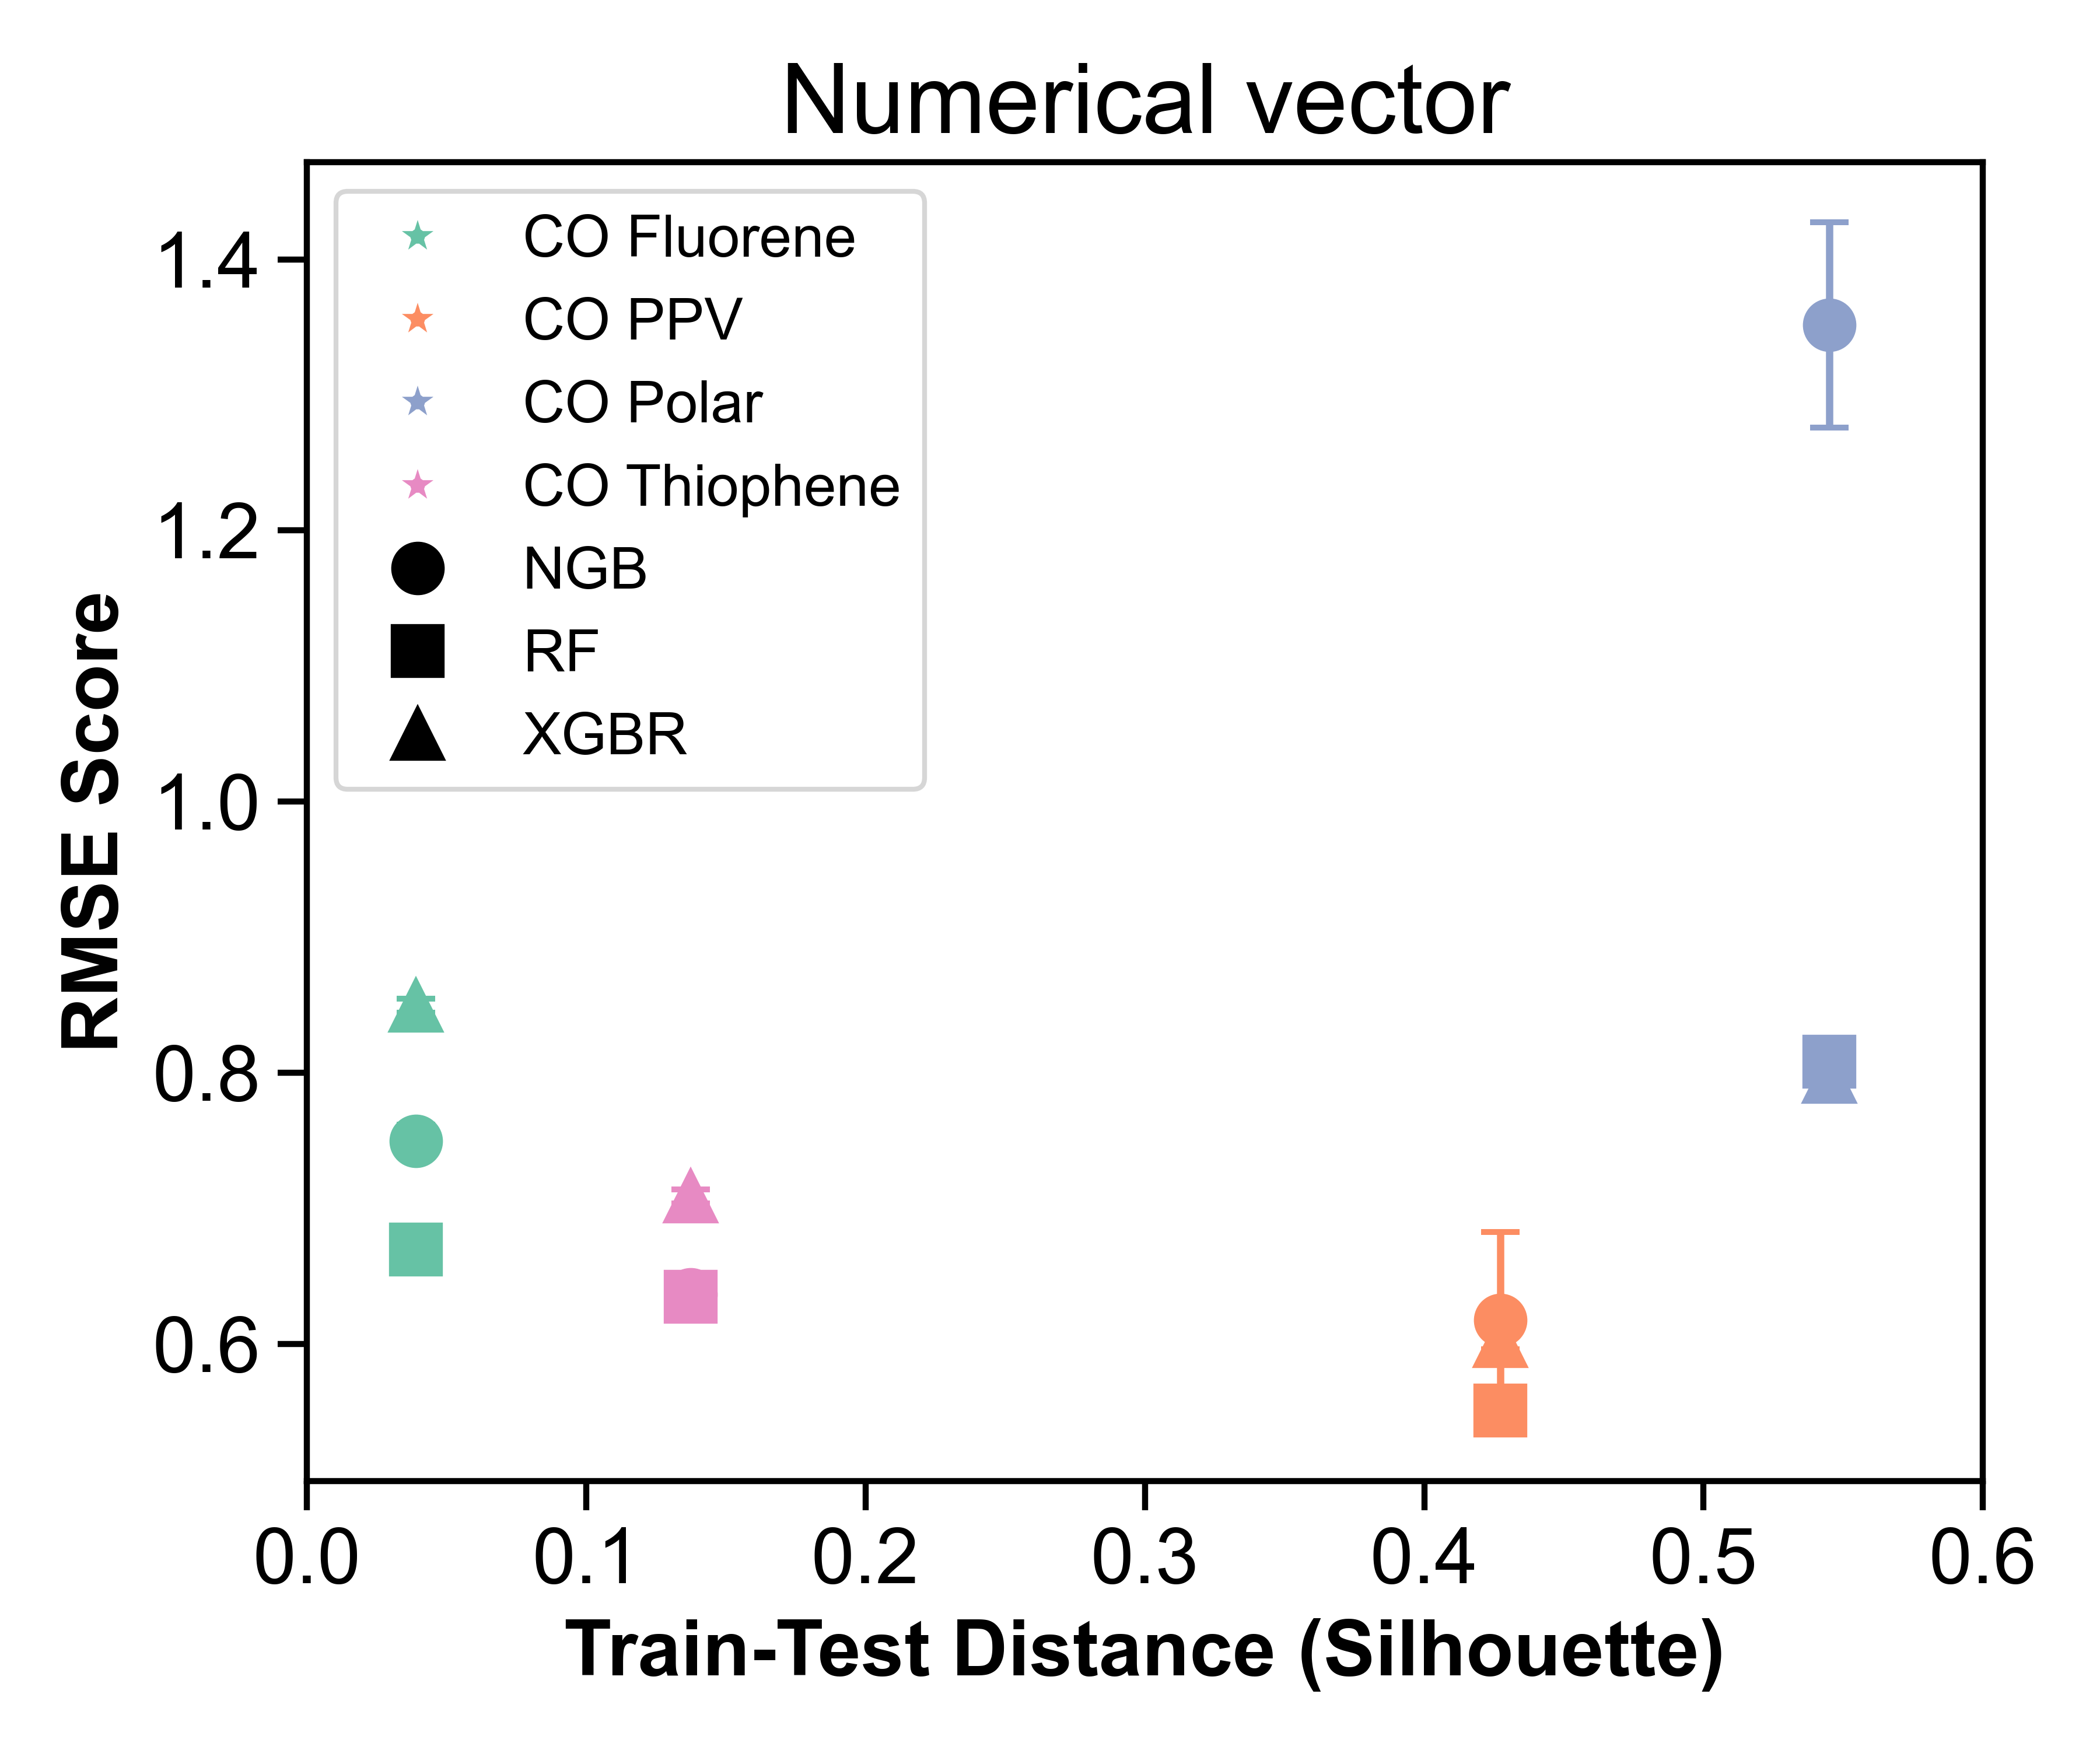 Numerical vector
CO Fluorene
CO PPV
CO Polar
CO Thiophene
NGB
RF
XGBR
RMSE Score
1.4
1.2
1.0
0.8
0.6
0.0 0.1 0.2 0.3 0.4 0.5 0.6
Train-Test Distance (Silhouette)